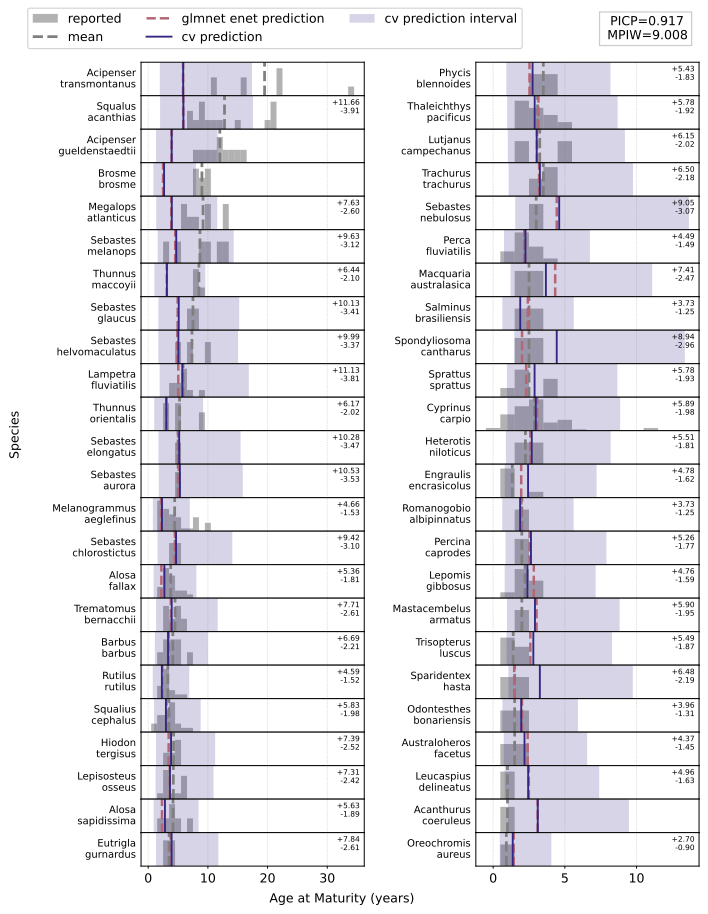 reported
mean
glmnet enet prediction
cv prediction
cv prediction interval
PICP=0.917
MPIW=9.008
Species
Acipenser
transmontanus
Squalus
acanthias
+11.66
-3.91
Acipenser
gueldenstaedtii
Brosme
brosme
Megalops
atlanticus
+7.63
-2.60
Sebastes
melanops
+9.63
-3.12
Thunnus
maccoyii
+6.44
-2.10
Sebastes
glaucus
+10.13
-3.41
Sebastes
helvomaculatus
+9.99
-3.37
Lampetra
fluviatilis
+11.13
-3.81
Thunnus
orientalis
+6.17
-2.02
Sebastes
elongatus
+10.28
-3.47
Sebastes
aurora
+10.53
-3.53
Melanogrammus
aeglefinus
+4.66
-1.53
Sebastes
chlorostictus
+9.42
-3.10
Alosa
fallax
+5.36
-1.81
Trematomus
bernacchii
+7.71
-2.61
Barbus
barbus
+6.69
-2.21
Rutilus
rutilus
+4.59
-1.52
Squalius
cephalus
+5.83
-1.98
Hiodon
tergisus
+7.39
-2.52
Lepisosteus
osseus
+7.31
-2.42
Alosa
sapidissima
+5.63
-1.89
Eutrigla
gurnardus
+7.84
-2.61
0 10 20 30
Phycis
blennoides
+5.43
-1.83
Thaleichthys
pacificus
+5.78
-1.92
Lutjanus
campechanus
+6.15
-2.02
Trachurus
trachurus
+6.50
-2.18
Sebastes
nebulosus
+9.05
-3.07
Perca
fluviatilis
+4.49
-1.49
Macquaria
australasica
+7.41
-2.47
Salminus
brasiliensis
+3.73
-1.25
Spondyliosoma
cantharus
+8.94
-2.96
Sprattus
sprattus
+5.78
-1.93
Cyprinus
carpio
+5.89
-1.98
Heterotis
niloticus
+5.51
-1.81
Engraulis
encrasicolus
+4.78
-1.62
Romanogobio
albipinnatus
+3.73
-1.25
Percina
caprodes
+5.26
-1.77
Lepomis
gibbosus
+4.76
-1.59
Mastacembelus
armatus
+5.90
-1.95
Trisopterus
luscus
+5.49
-1.87
Sparidentex
hasta
+6.48
-2.19
Odontesthes
bonariensis
+3.96
-1.31
Australoheros
facetus
+4.37
-1.45
Leucaspius
delineatus
+4.96
-1.63
Acanthurus
coeruleus
Oreochromis
aureus
+2.70
-0.90
0 5 10
Age at Maturity (years)